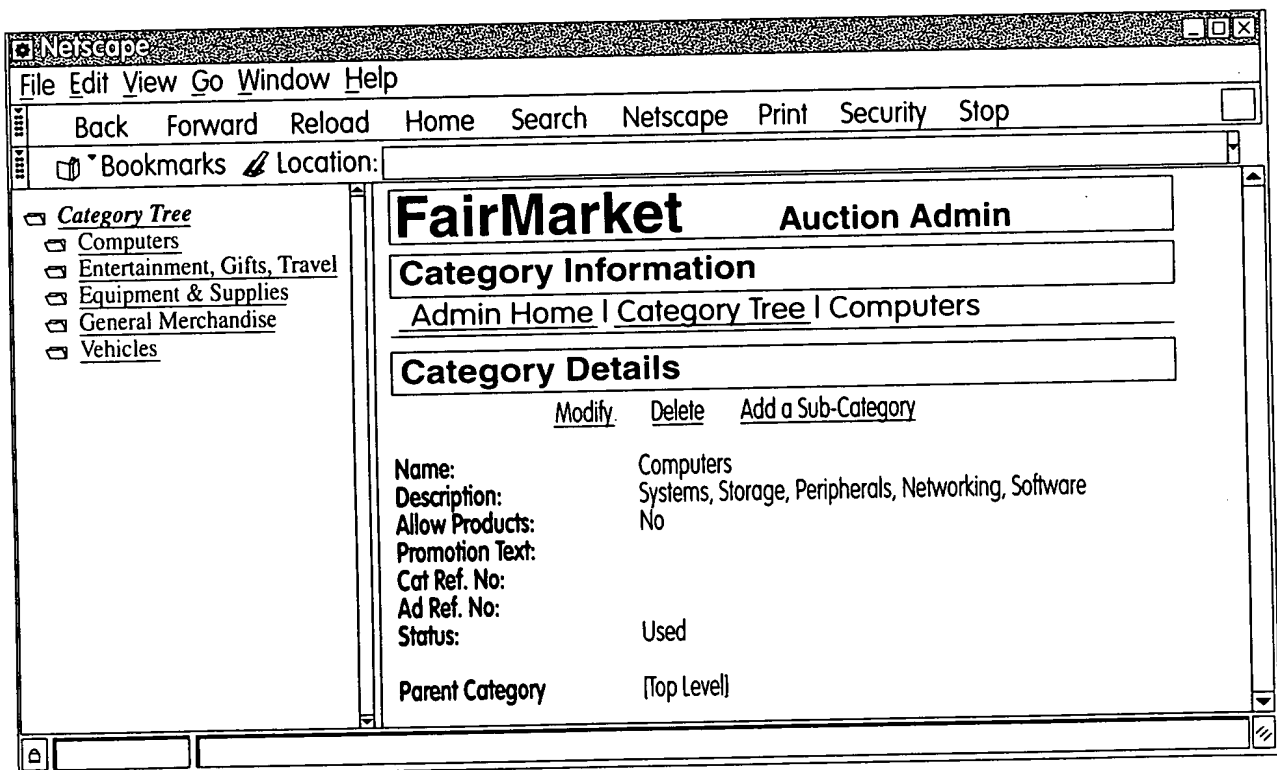 Netscape
File Edit View Go Window Help
Back Forward Reload Home Search Netscape Print Security Stop
Bookmarks Location:
Category Tree
Computers
Entertainment, Gifts, Travel
Equipment & Supplies
General Merchandise
Vehicles
FairMarket Auction Admin
Category Information
Admin Home | Category Tree | Computers
Category Details
Modify Delete Add a Sub-Category
Name: Computers
Description: Systems, Storage, Peripherals, Networking, Software
Allow Products: No
Promotion Text:
Cat Ref. No:
Ad Ref. No:
Status: Used
Parent Category [Top Level]